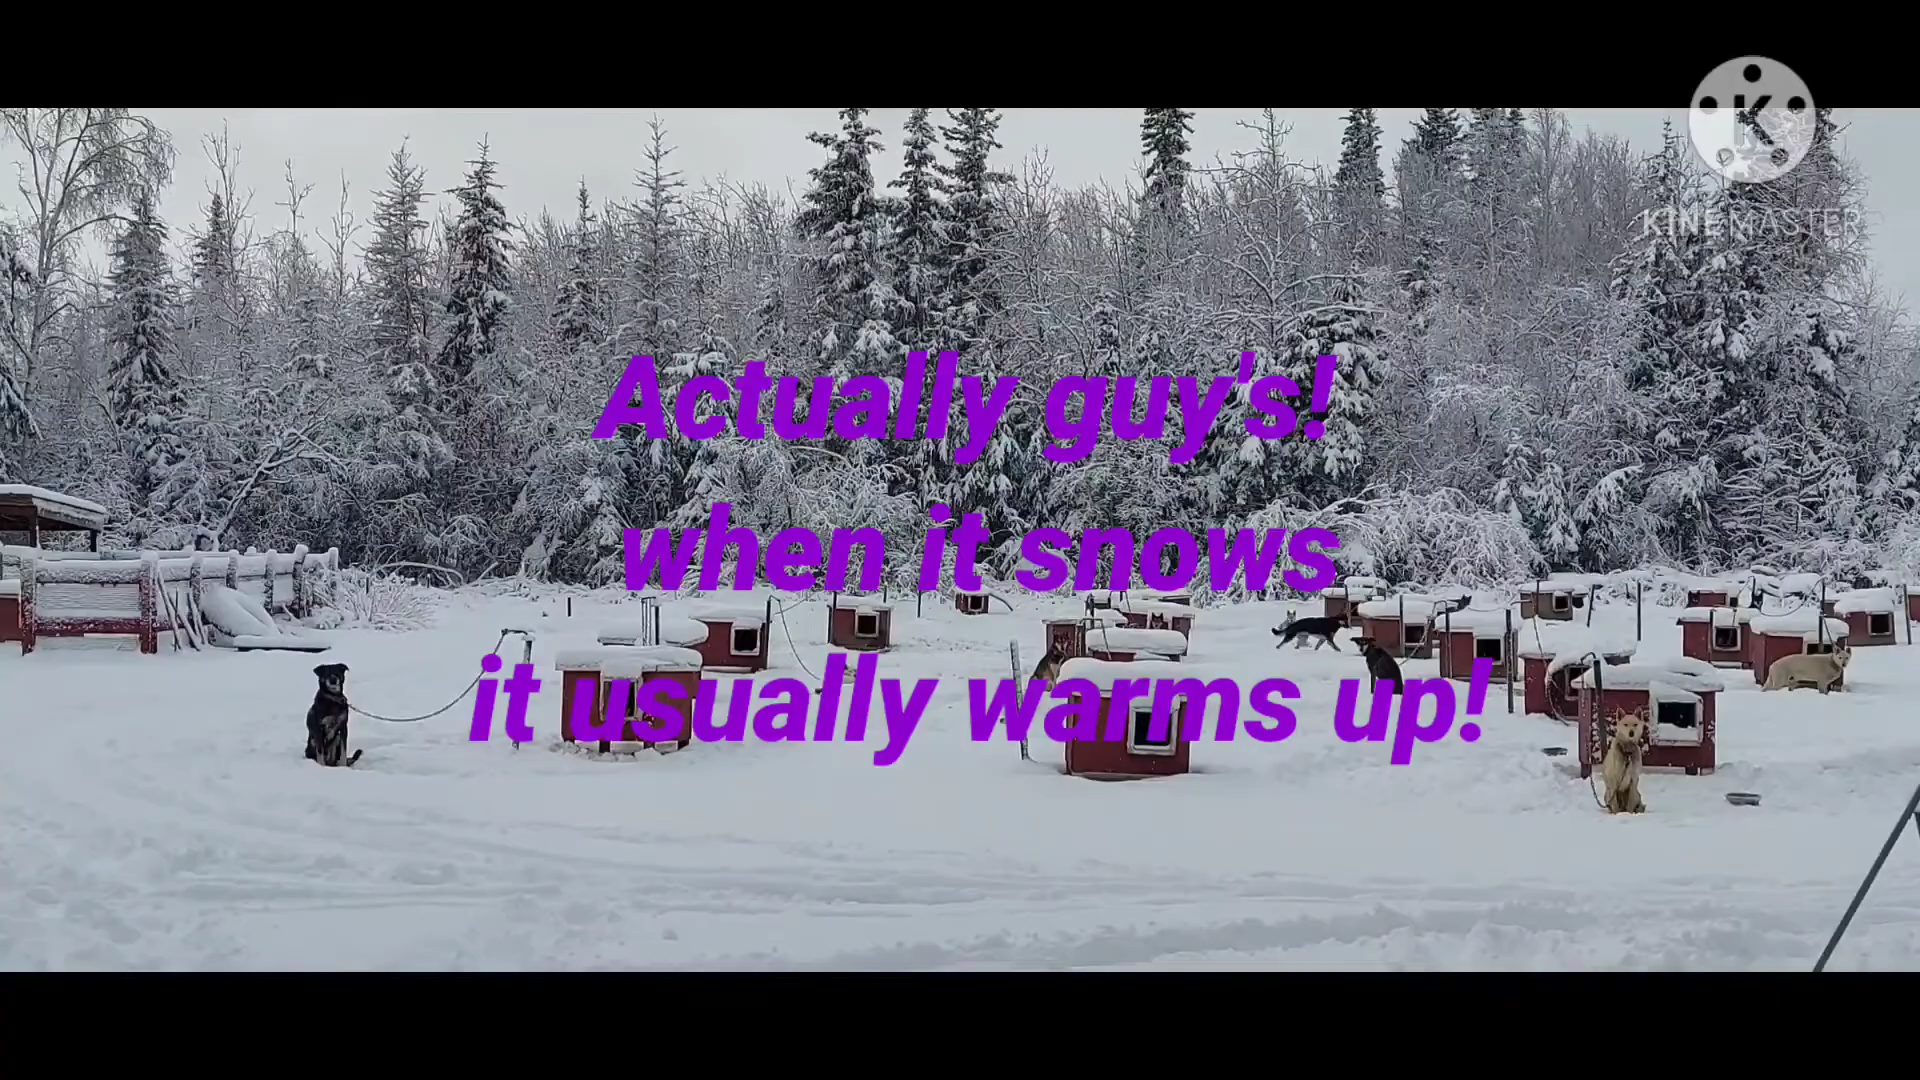 K
KINEMASTER
Actually guy's!
when it snows
it usually warms up!